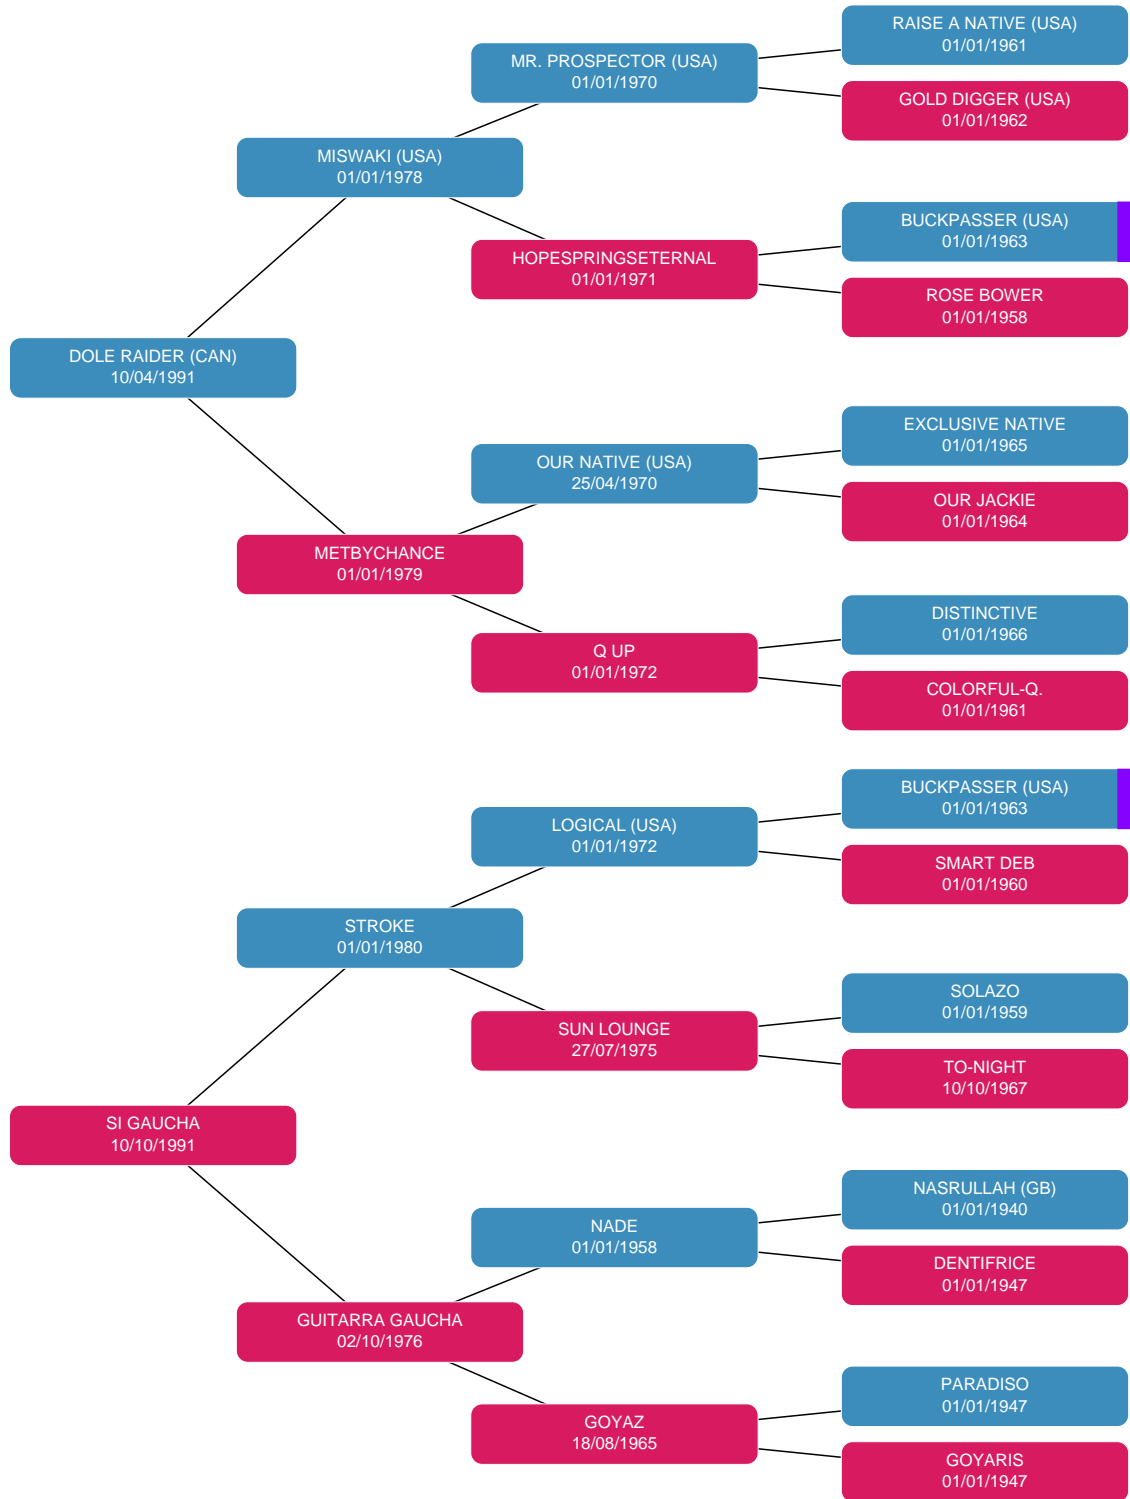 RAISE A NATIVE (USA)
01/01/1961
MR. PROSPECTOR (USA)
01/01/1970
GOLD DIGGER (USA)
01/01/1962
MISWAKI (USA)
01/01/1978
BUCKPASSER (USA)
01/01/1963
HOPESPRINGSETERNAL
01/01/1971
ROSE BOWER
01/01/1958
DOLE RAIDER (CAN)
10/04/1991
EXCLUSIVE NATIVE
01/01/1965
OUR NATIVE (USA)
25/04/1970
OUR JACKIE
01/01/1964
METBYCHANCE
01/01/1979
DISTINCTIVE
01/01/1966
Q UP
01/01/1972
COLORFUL-Q.
01/01/1961
BUCKPASSER (USA)
01/01/1963
LOGICAL (USA)
01/01/1972
SMART DEB
01/01/1960
STROKE
01/01/1980
SOLAZO
01/01/1959
SUN LOUNGE
27/07/1975
TO-NIGHT
10/10/1967
SI GAUCHA
10/10/1991
NASRULLAH (GB)
01/01/1940
NADE
01/01/1958
DENTIFRICE
01/01/1947
GUITARRA GAUCHA
02/10/1976
PARADISO
01/01/1947
GOYAZ
18/08/1965
GOYARIS
01/01/1947